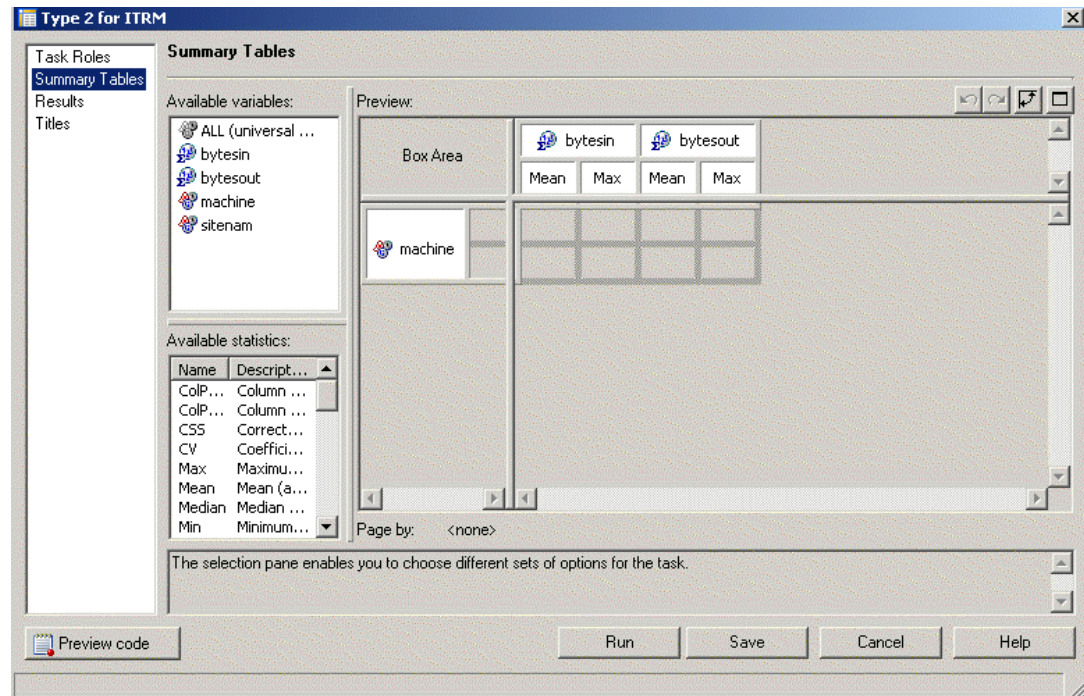 Type 2 for ITRM
Task Roles
Summary Tables
Results
Titles
Summary Tables
Available variables:
ALL (universal ...
bytesin
bytesout
machine
sitenam
Available statistics:
Name Descript...
ColP... Column ...
ColP... Column ...
CSS Correct...
CV Coeffici...
Max Maximu...
Mean Mean (a...
Median Median ...
Min Minimum...
Preview:
Box Area
bytesin bytesout
Mean Max Mean Max
machine
Page by: <none>
The selection pane enables you to choose different sets of options for the task.
Preview code
Run
Save
Cancel
Help